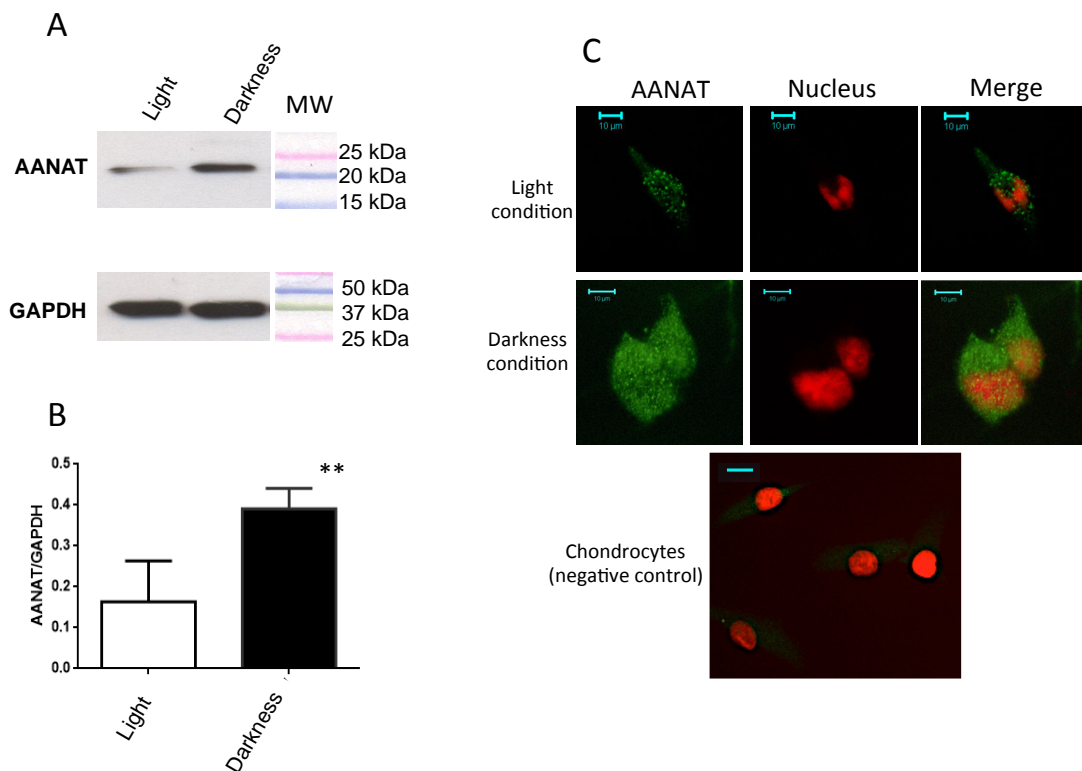 A
Light
Darkness
MW
AANAT
25 kDa
20 kDa
15 kDa
GAPDH
50 kDa
37 kDa
25 kDa
B
AANAT/GAPDH
0.5
0.4
0.3
0.2
0.1
0.0
**
Light
Darkness
C
AANAT
Nucleus
Merge
Light
condition
10 µm
10 µm
10 µm
Darkness
condition
10 µm
10 µm
10 µm
Chondrocytes
(negative control)